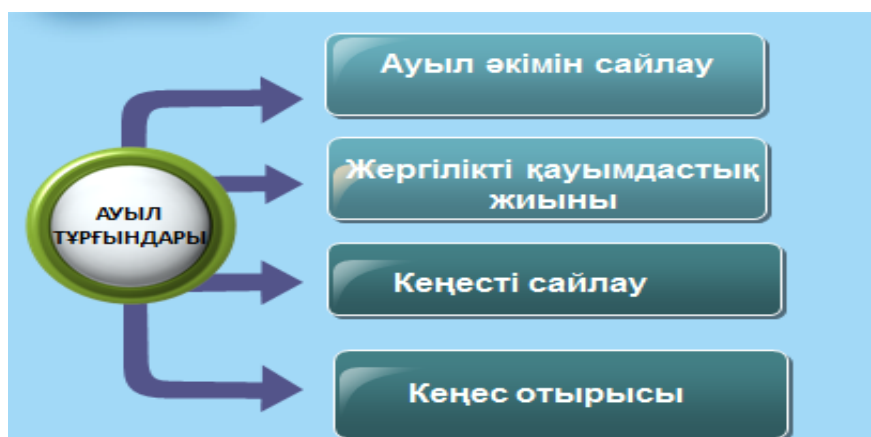 Ауыл әкімін сайлау
Жергілікті қауымдастық
жиыны
АУЫЛ
ТҰРҒЫНДАРЫ
Кеңесті сайлау
Кеңес отырысы